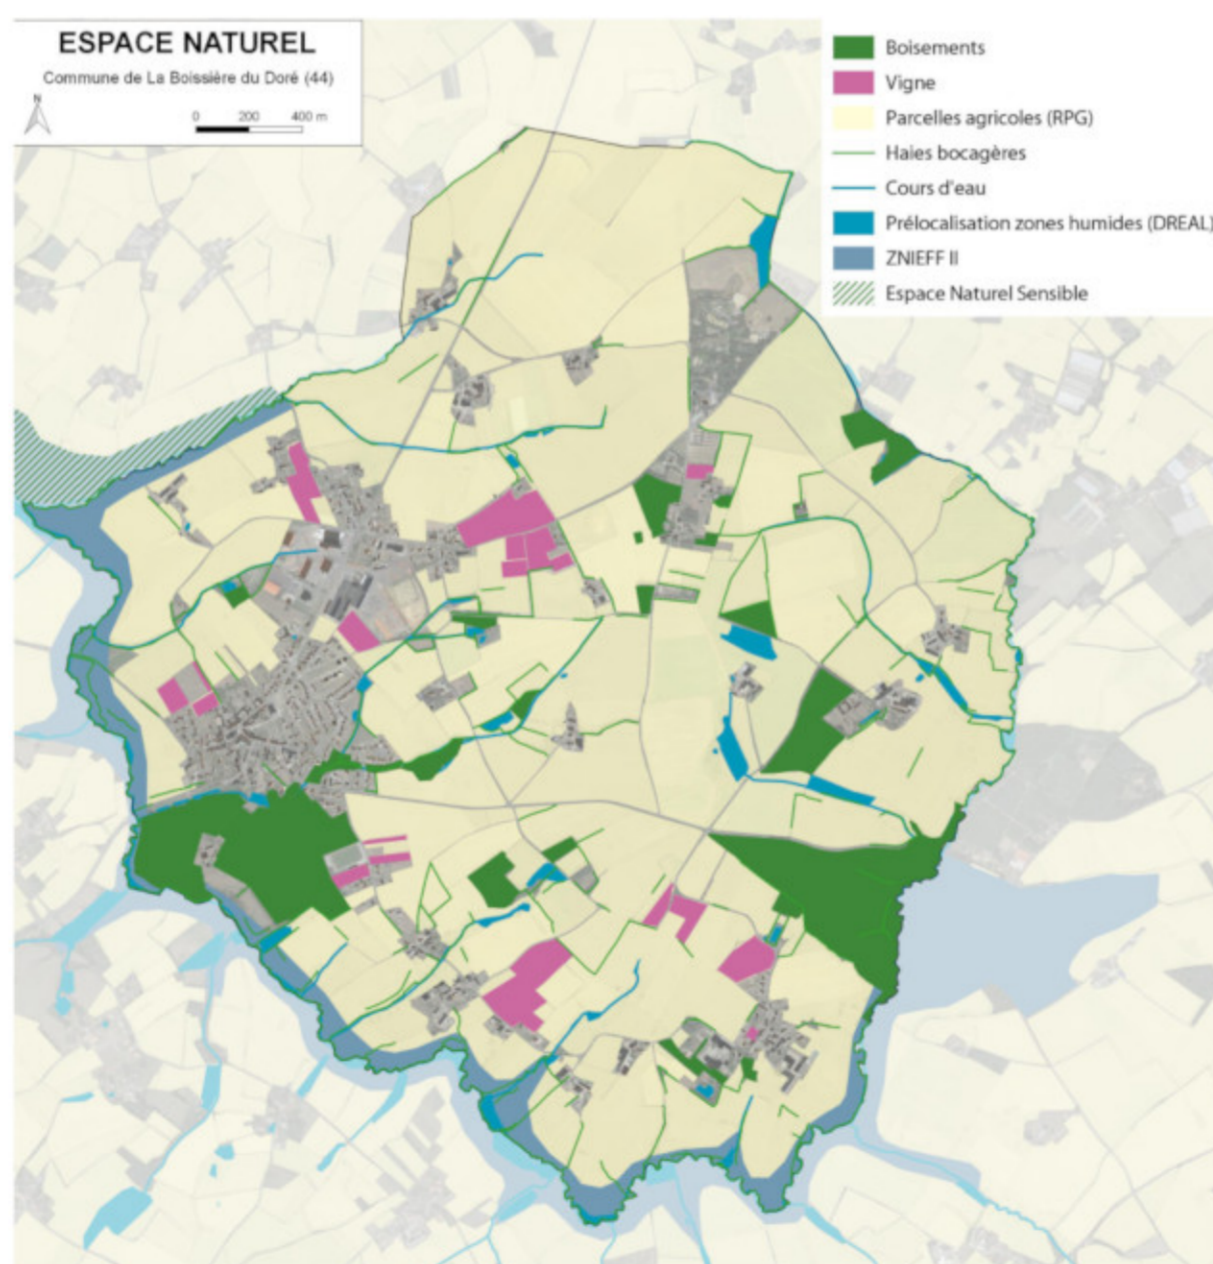 ESPACE NATUREL
Commune de La Boissière du Doré (44)
N
0 200 400 m
Boisements
Vigne
Parcelles agricoles (RPG)
Haies bocagères
Cours d'eau
Prélocalisation zones humides (DREAL)
ZNIEFF II
Espace Naturel Sensible